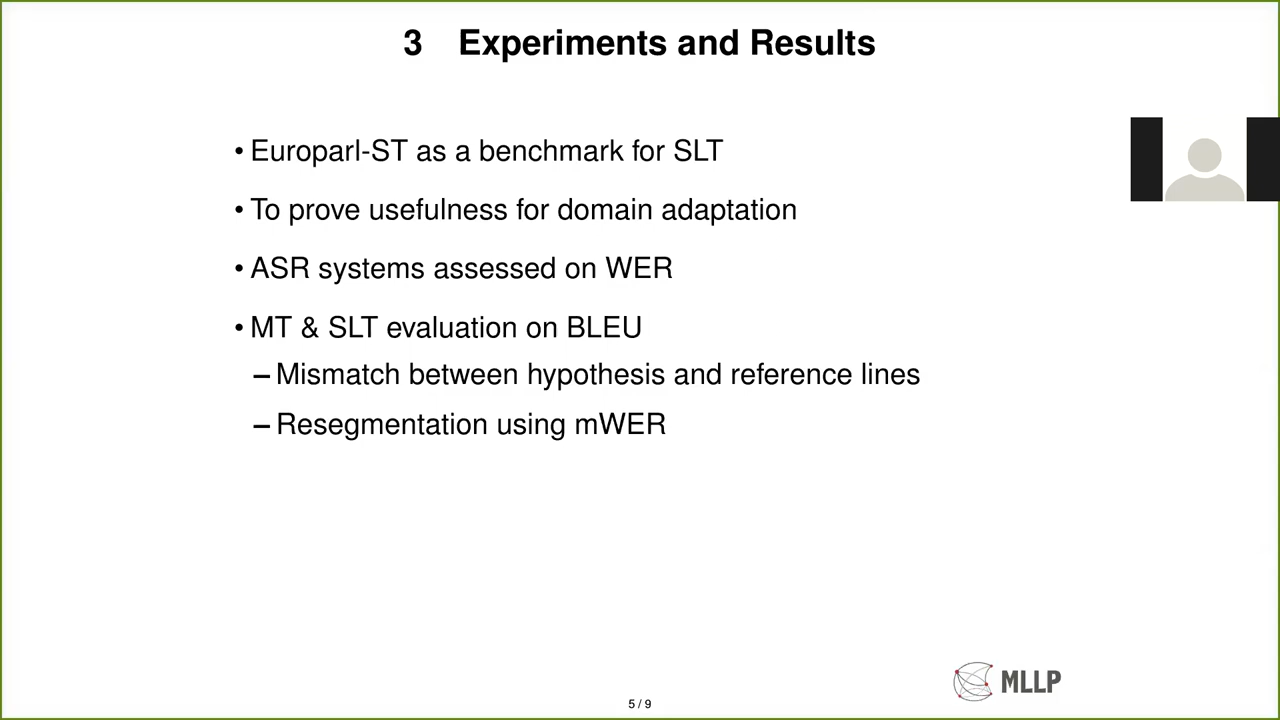 3 Experiments and Results
• Europarl-ST as a benchmark for SLT
• To prove usefulness for domain adaptation
• ASR systems assessed on WER
• MT & SLT evaluation on BLEU
– Mismatch between hypothesis and reference lines
– Resegmentation using mWER
MLLP
5 / 9